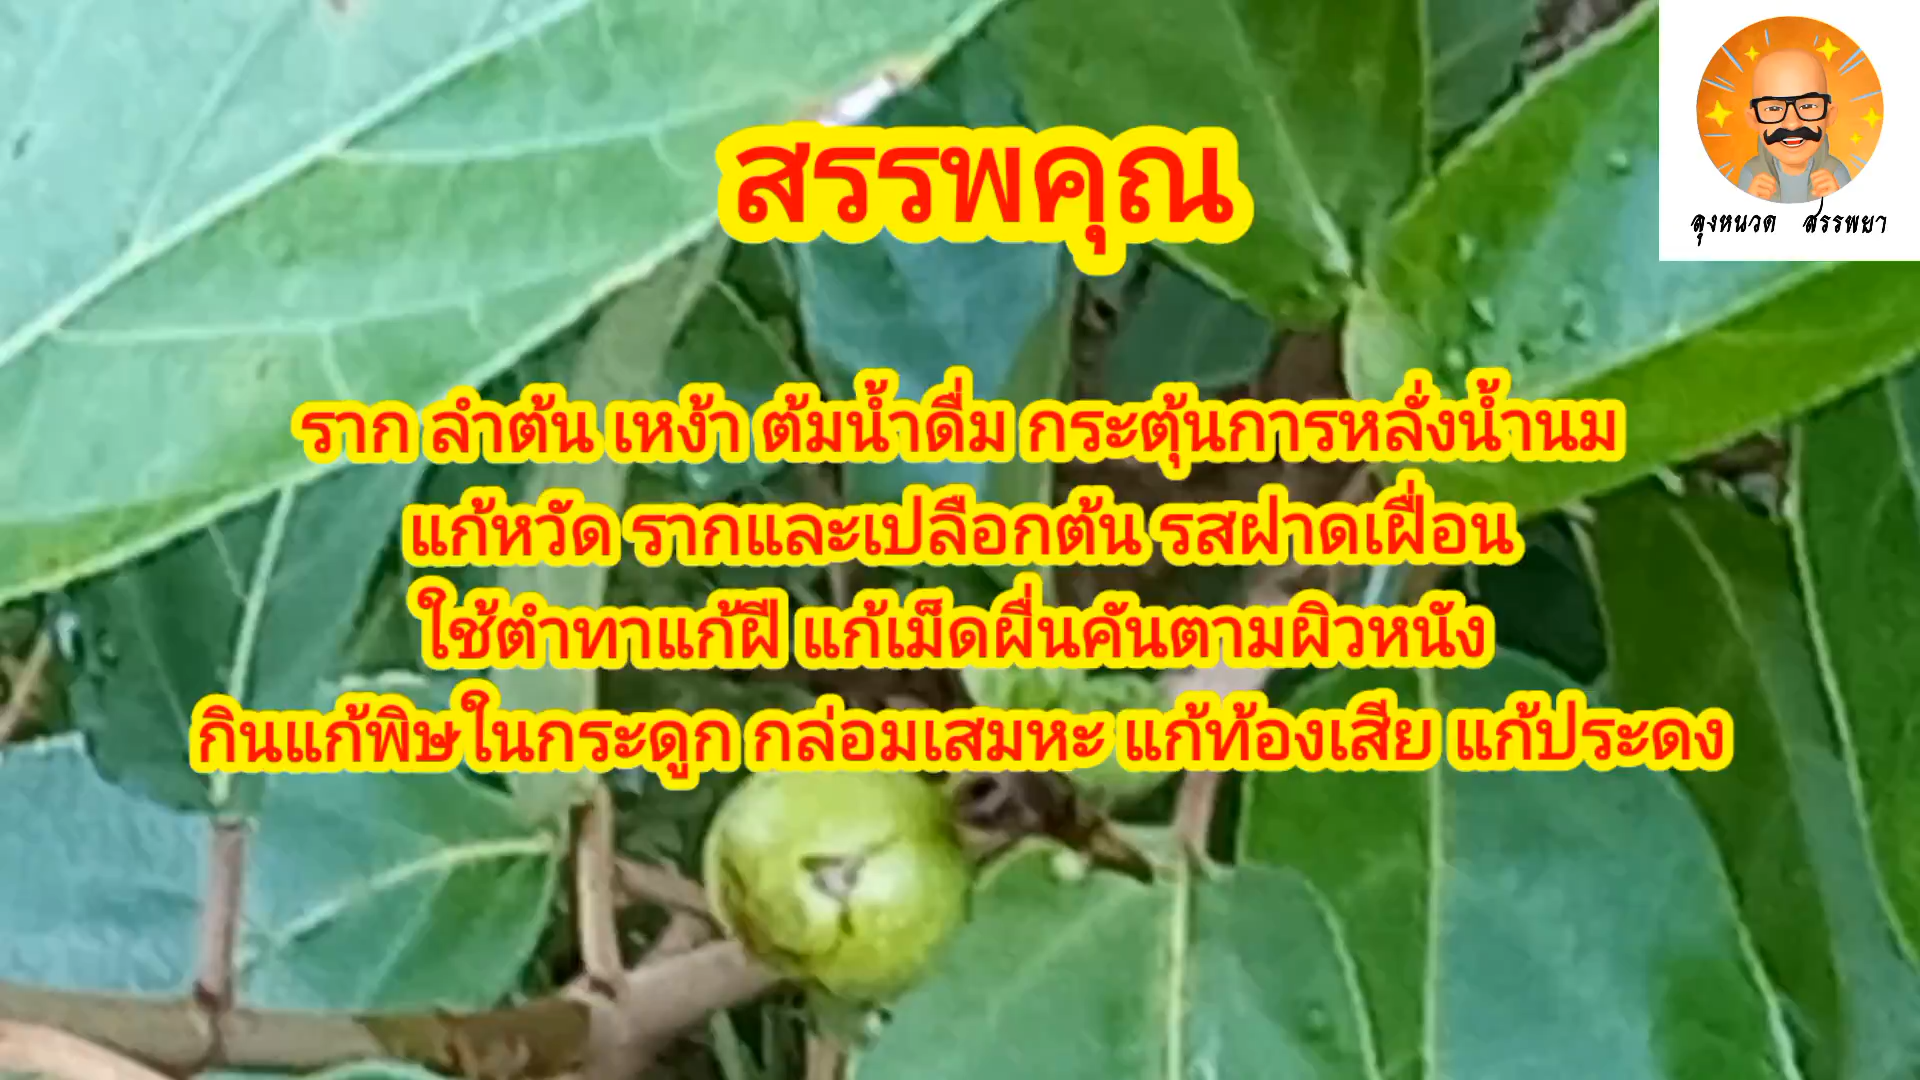 สรรพคุณ
ลุงหนวด สรรพยา
ราก ลำต้น เหง้า ต้มน้ำดื่ม กระตุ้นการหลั่งน้ำนม
แก้หวัด รากและเปลือกต้น รสฝาดเฝื่อน
ใช้ตำทาแก้ฝี แก้เม็ดผื่นคันตามผิวหนัง
กินแก้พิษในกระดูก กล่อมเสมหะ แก้ท้องเสีย แก้ประดง